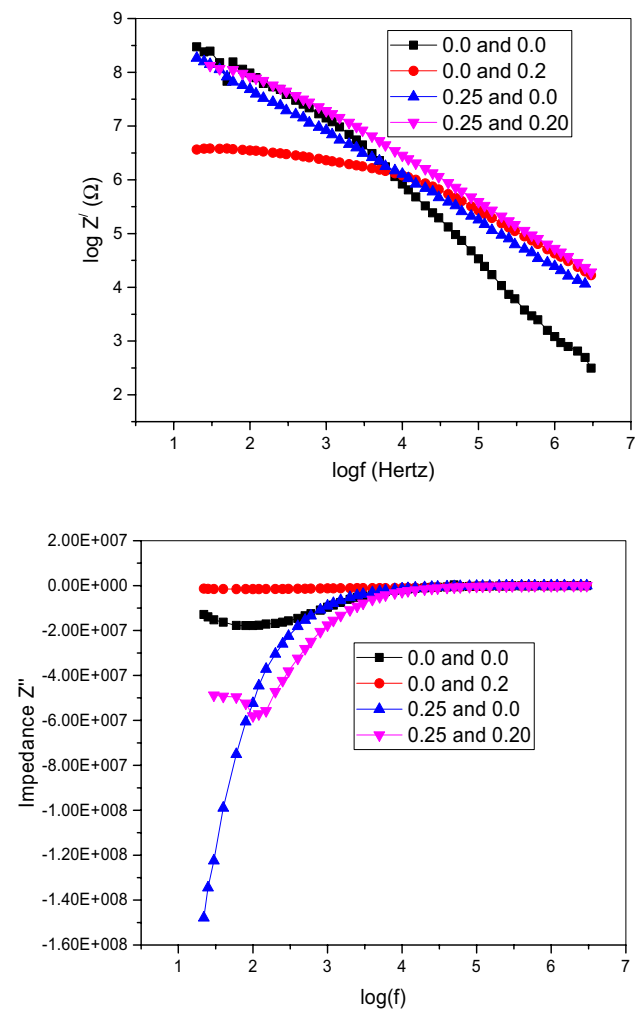 9
8
7
6
5
4
3
2
log Z/ (Ω)
0.0 and 0.0
0.0 and 0.2
0.25 and 0.0
0.25 and 0.20
1 2 3 4 5 6 7
logf (Hertz)
2.00E+007
0.00E+000
-2.00E+007
-4.00E+007
-6.00E+007
-8.00E+007
-1.00E+008
-1.20E+008
-1.40E+008
-1.60E+008
Impedance Z"
0.0 and 0.0
0.0 and 0.2
0.25 and 0.0
0.25 and 0.20
1 2 3 4 5 6 7
log(f)